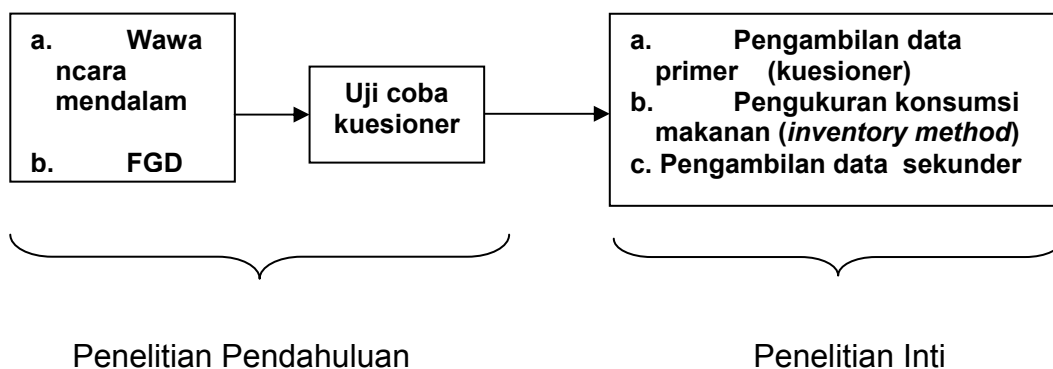 a. Wawa
ncara
mendalam
b. FGD
Uji coba
kuesioner
a. Pengambilan data
primer (kuesioner)
b. Pengukuran konsumsi
makanan (inventory method)
c. Pengambilan data sekunder
Penelitian Pendahuluan
Penelitian Inti